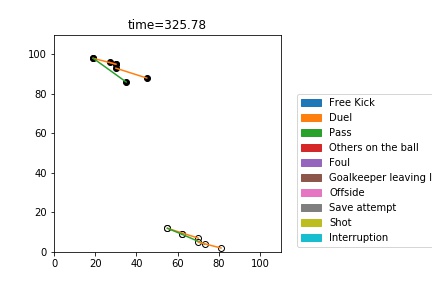 time=325.78
100
80
60
40
20
0
0 20 40 60 80 100
Free Kick
Duel
Pass
Others on the ball
Foul
Goalkeeper leaving l
Offside
Save attempt
Shot
Interruption